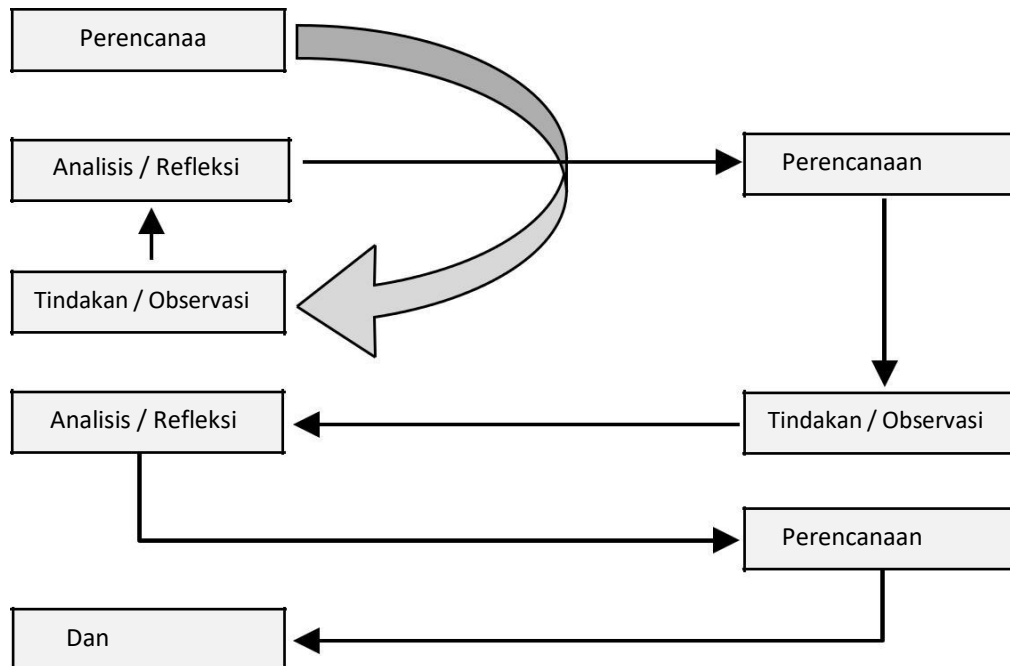 Perencanaa
Analisis / Refleksi
Perencanaan
Tindakan / Observasi
Analisis / Refleksi
Tindakan / Observasi
Perencanaan
Dan